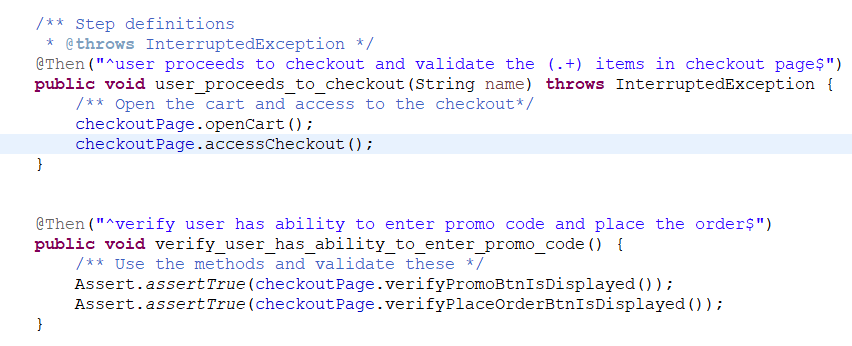 /** Step definitions
 * @throws InterruptedException */
@Then("^user proceeds to checkout and validate the (.+) items in checkout page$")
public void user_proceeds_to_checkout(String name) throws InterruptedException {
    /** Open the cart and access to the checkout*/
    checkoutPage.openCart();
    checkoutPage.accessCheckout();
}
@Then("^verify user has ability to enter promo code and place the order$")
public void verify_user_has_ability_to_enter_promo_code() {
    /** Use the methods and validate these */
    Assert.assertTrue(checkoutPage.verifyPromoBtnIsDisplayed());
    Assert.assertTrue(checkoutPage.verifyPlaceOrderBtnIsDisplayed());
}